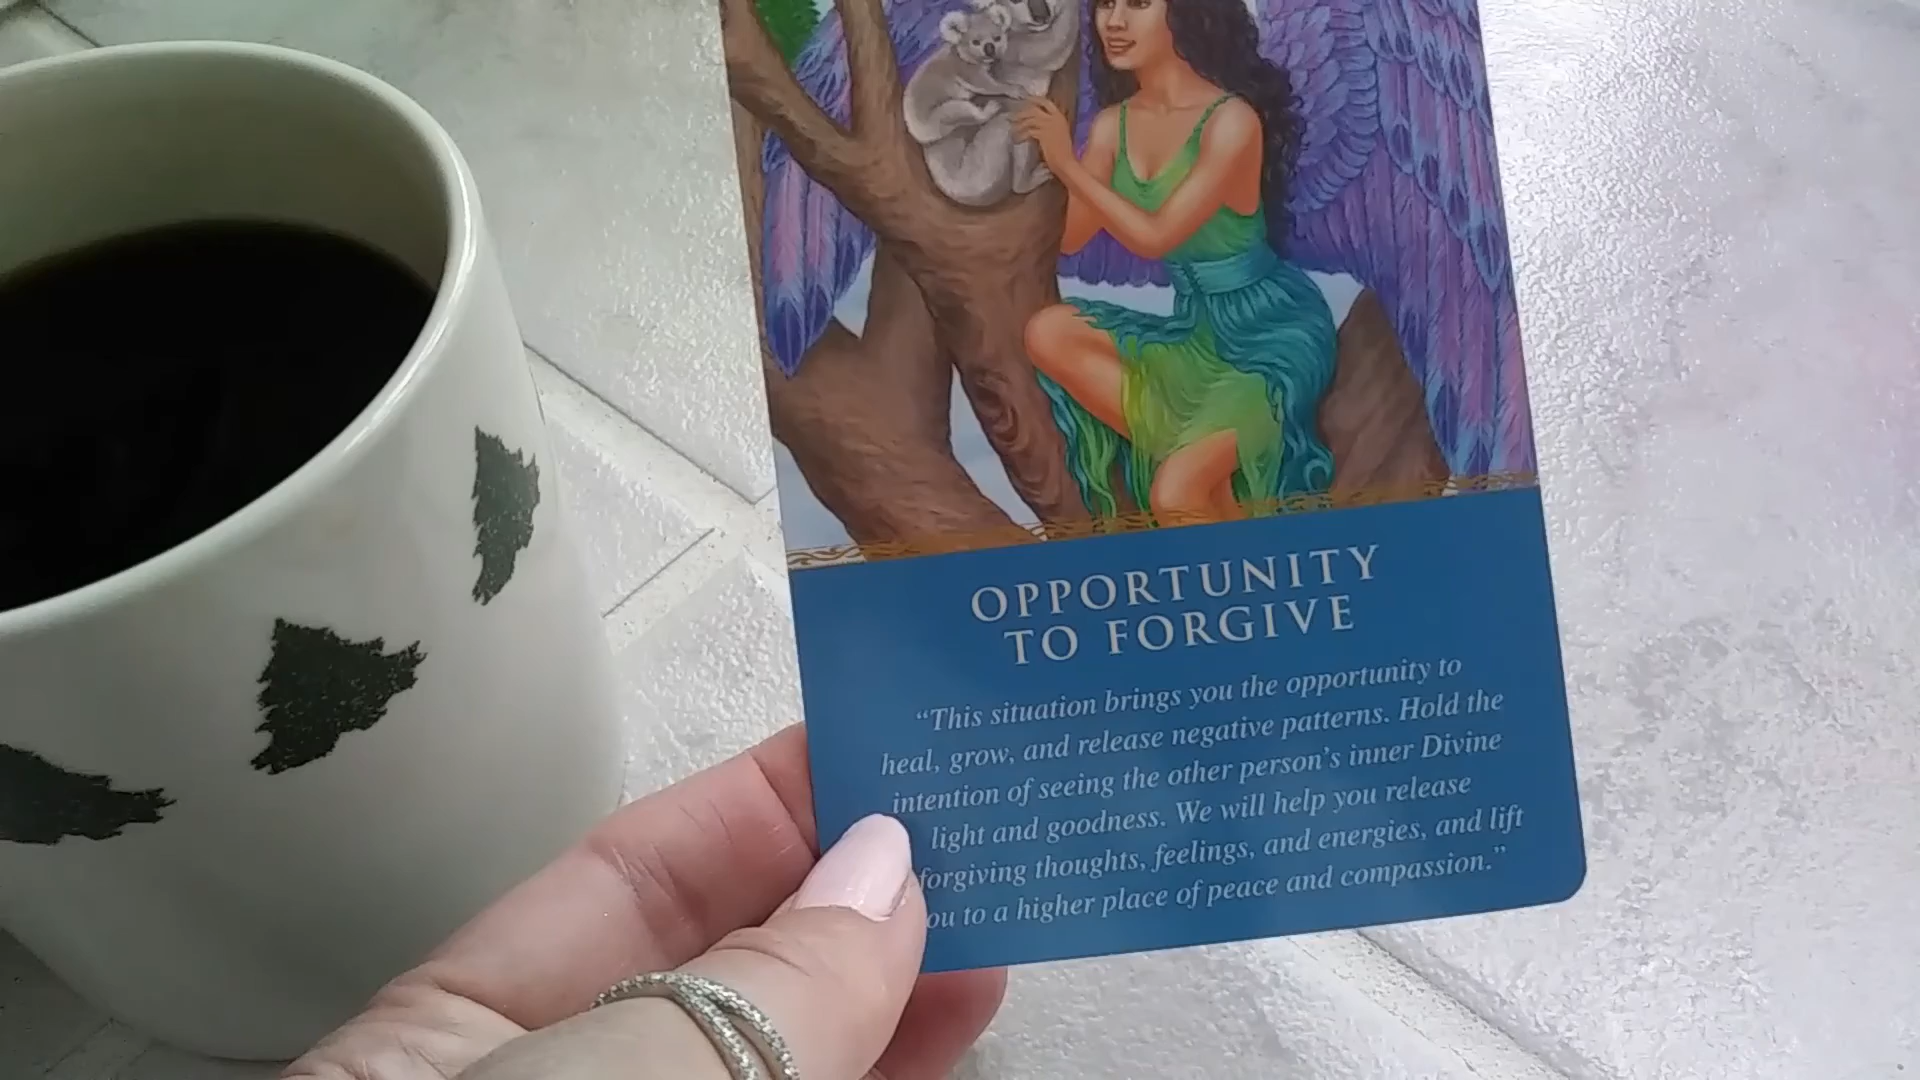 OPPORTUNITY
TO FORGIVE
“This situation brings you the opportunity to
heal, grow, and release negative patterns. Hold the
intention of seeing the other person’s inner Divine
light and goodness. We will help you release
forgiving thoughts, feelings, and energies, and lift
ou to a higher place of peace and compassion.”